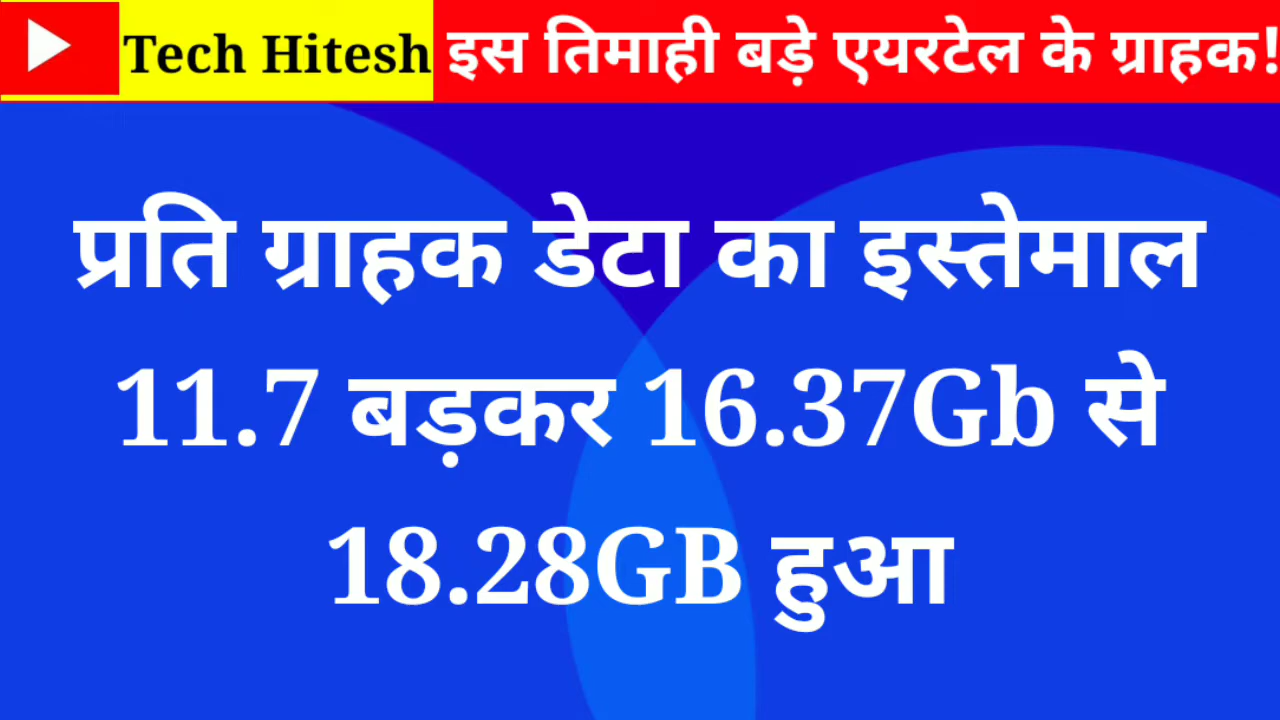 Tech Hitesh इस तिमाही बड़े एयरटेल के ग्राहक!
प्रति ग्राहक डेटा का इस्तेमाल
11.7 बड़कर 16.37Gb से
18.28GB हुआ